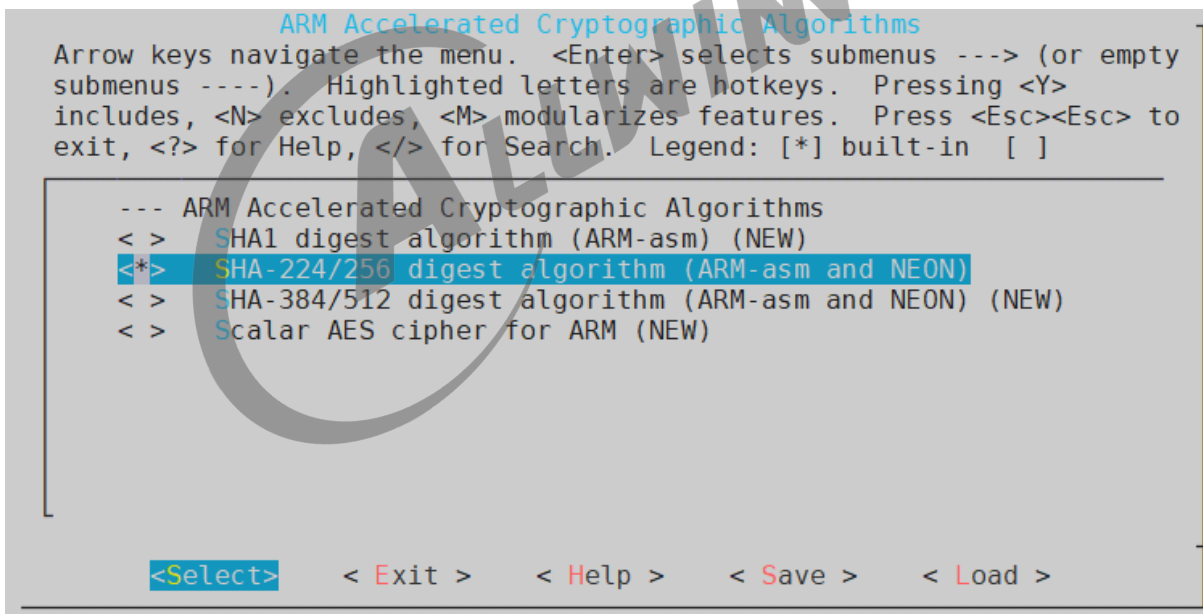 ARM Accelerated Cryptographic Algorithms
Arrow keys navigate the menu.  <Enter> selects submenus ---> (or empty
submenus ----).  Highlighted letters are hotkeys.  Pressing <Y>
includes, <N> excludes, <M> modularizes features.  Press <Esc><Esc> to
exit, <?> for Help, </> for Search.  Legend: [*] built-in  [ ]
--- ARM Accelerated Cryptographic Algorithms
< >   SHA1 digest algorithm (ARM-asm) (NEW)
<*>   SHA-224/256 digest algorithm (ARM-asm and NEON)
< >   SHA-384/512 digest algorithm (ARM-asm and NEON) (NEW)
< >   Scalar AES cipher for ARM (NEW)
<Select>    < Exit >    < Help >    < Save >    < Load >